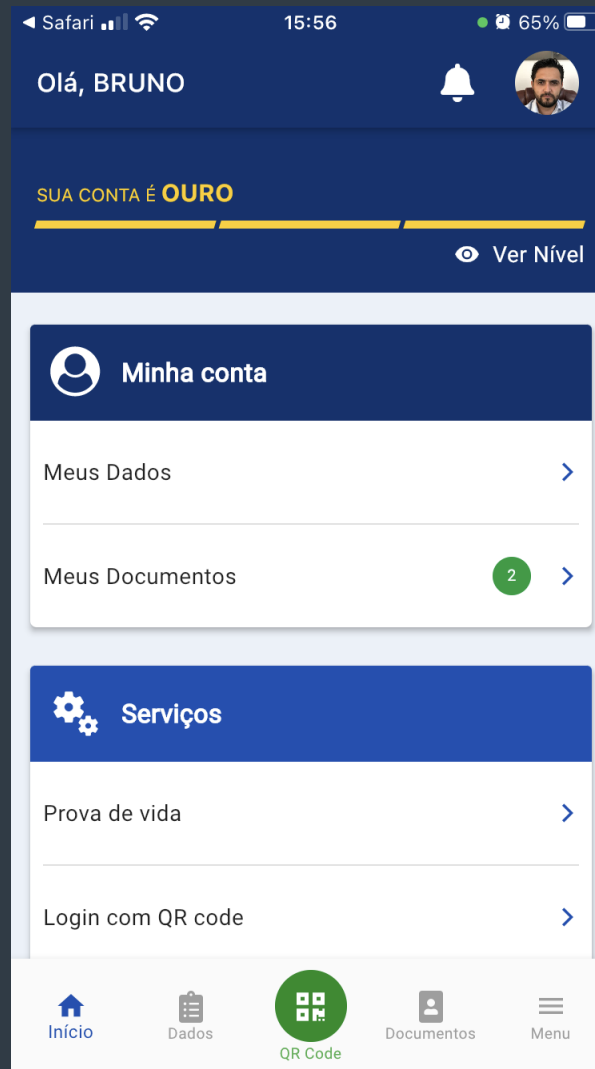 ◀ Safari 15:56 65%
Olá, BRUNO
SUA CONTA É OURO
Ver Nível
Minha conta
Meus Dados
Meus Documentos 2
Serviços
Prova de vida
Login com QR code
Início Dados QR Code Documentos Menu